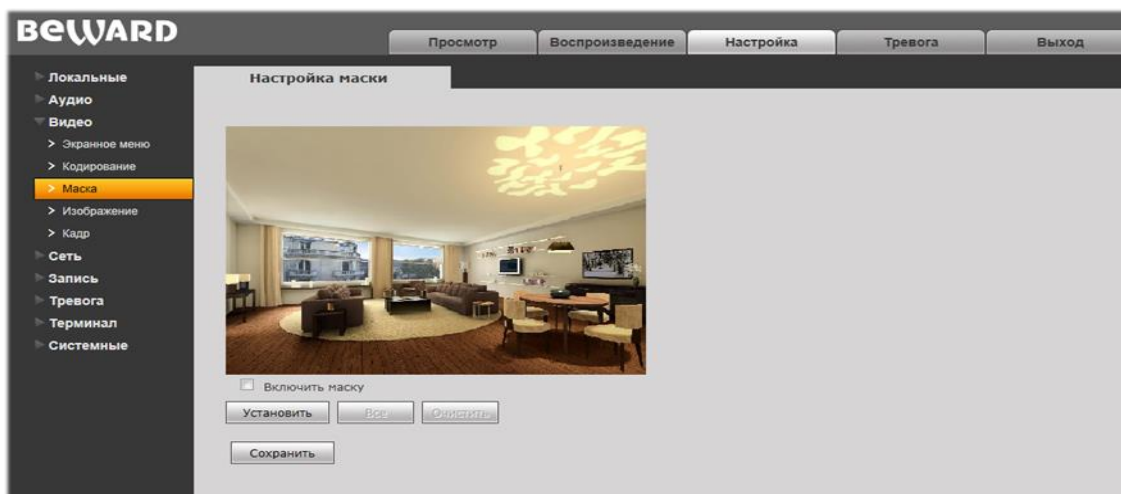 BEWARD
Просмотр Воспроизведение Настройка Тревога Выход
Локальные
Аудио
Видео
> Экранное меню
> Кодирование
> Маска
> Изображение
> Кадр
Сеть
Запись
Тревога
Терминал
Системные
Настройка маски
Включить маску
Установить Все Очистить
Сохранить